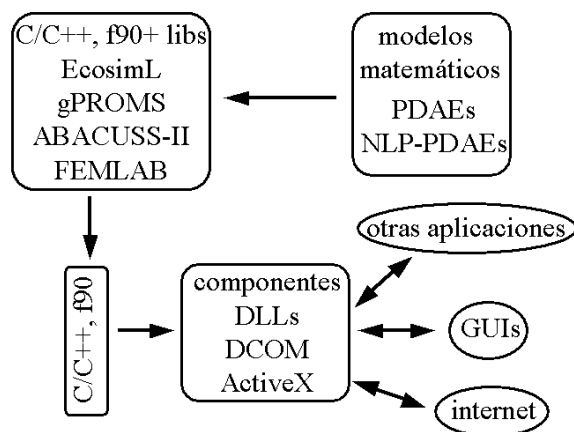 C/C++, f90+ libs
EcosimL
gPROMS
ABACUSS-II
FEMLAB
modelos
matemáticos
PDAEs
NLP-PDAEs
C/C++, f90
componentes
DLLs
DCOM
ActiveX
otras aplicaciones
GUIs
internet